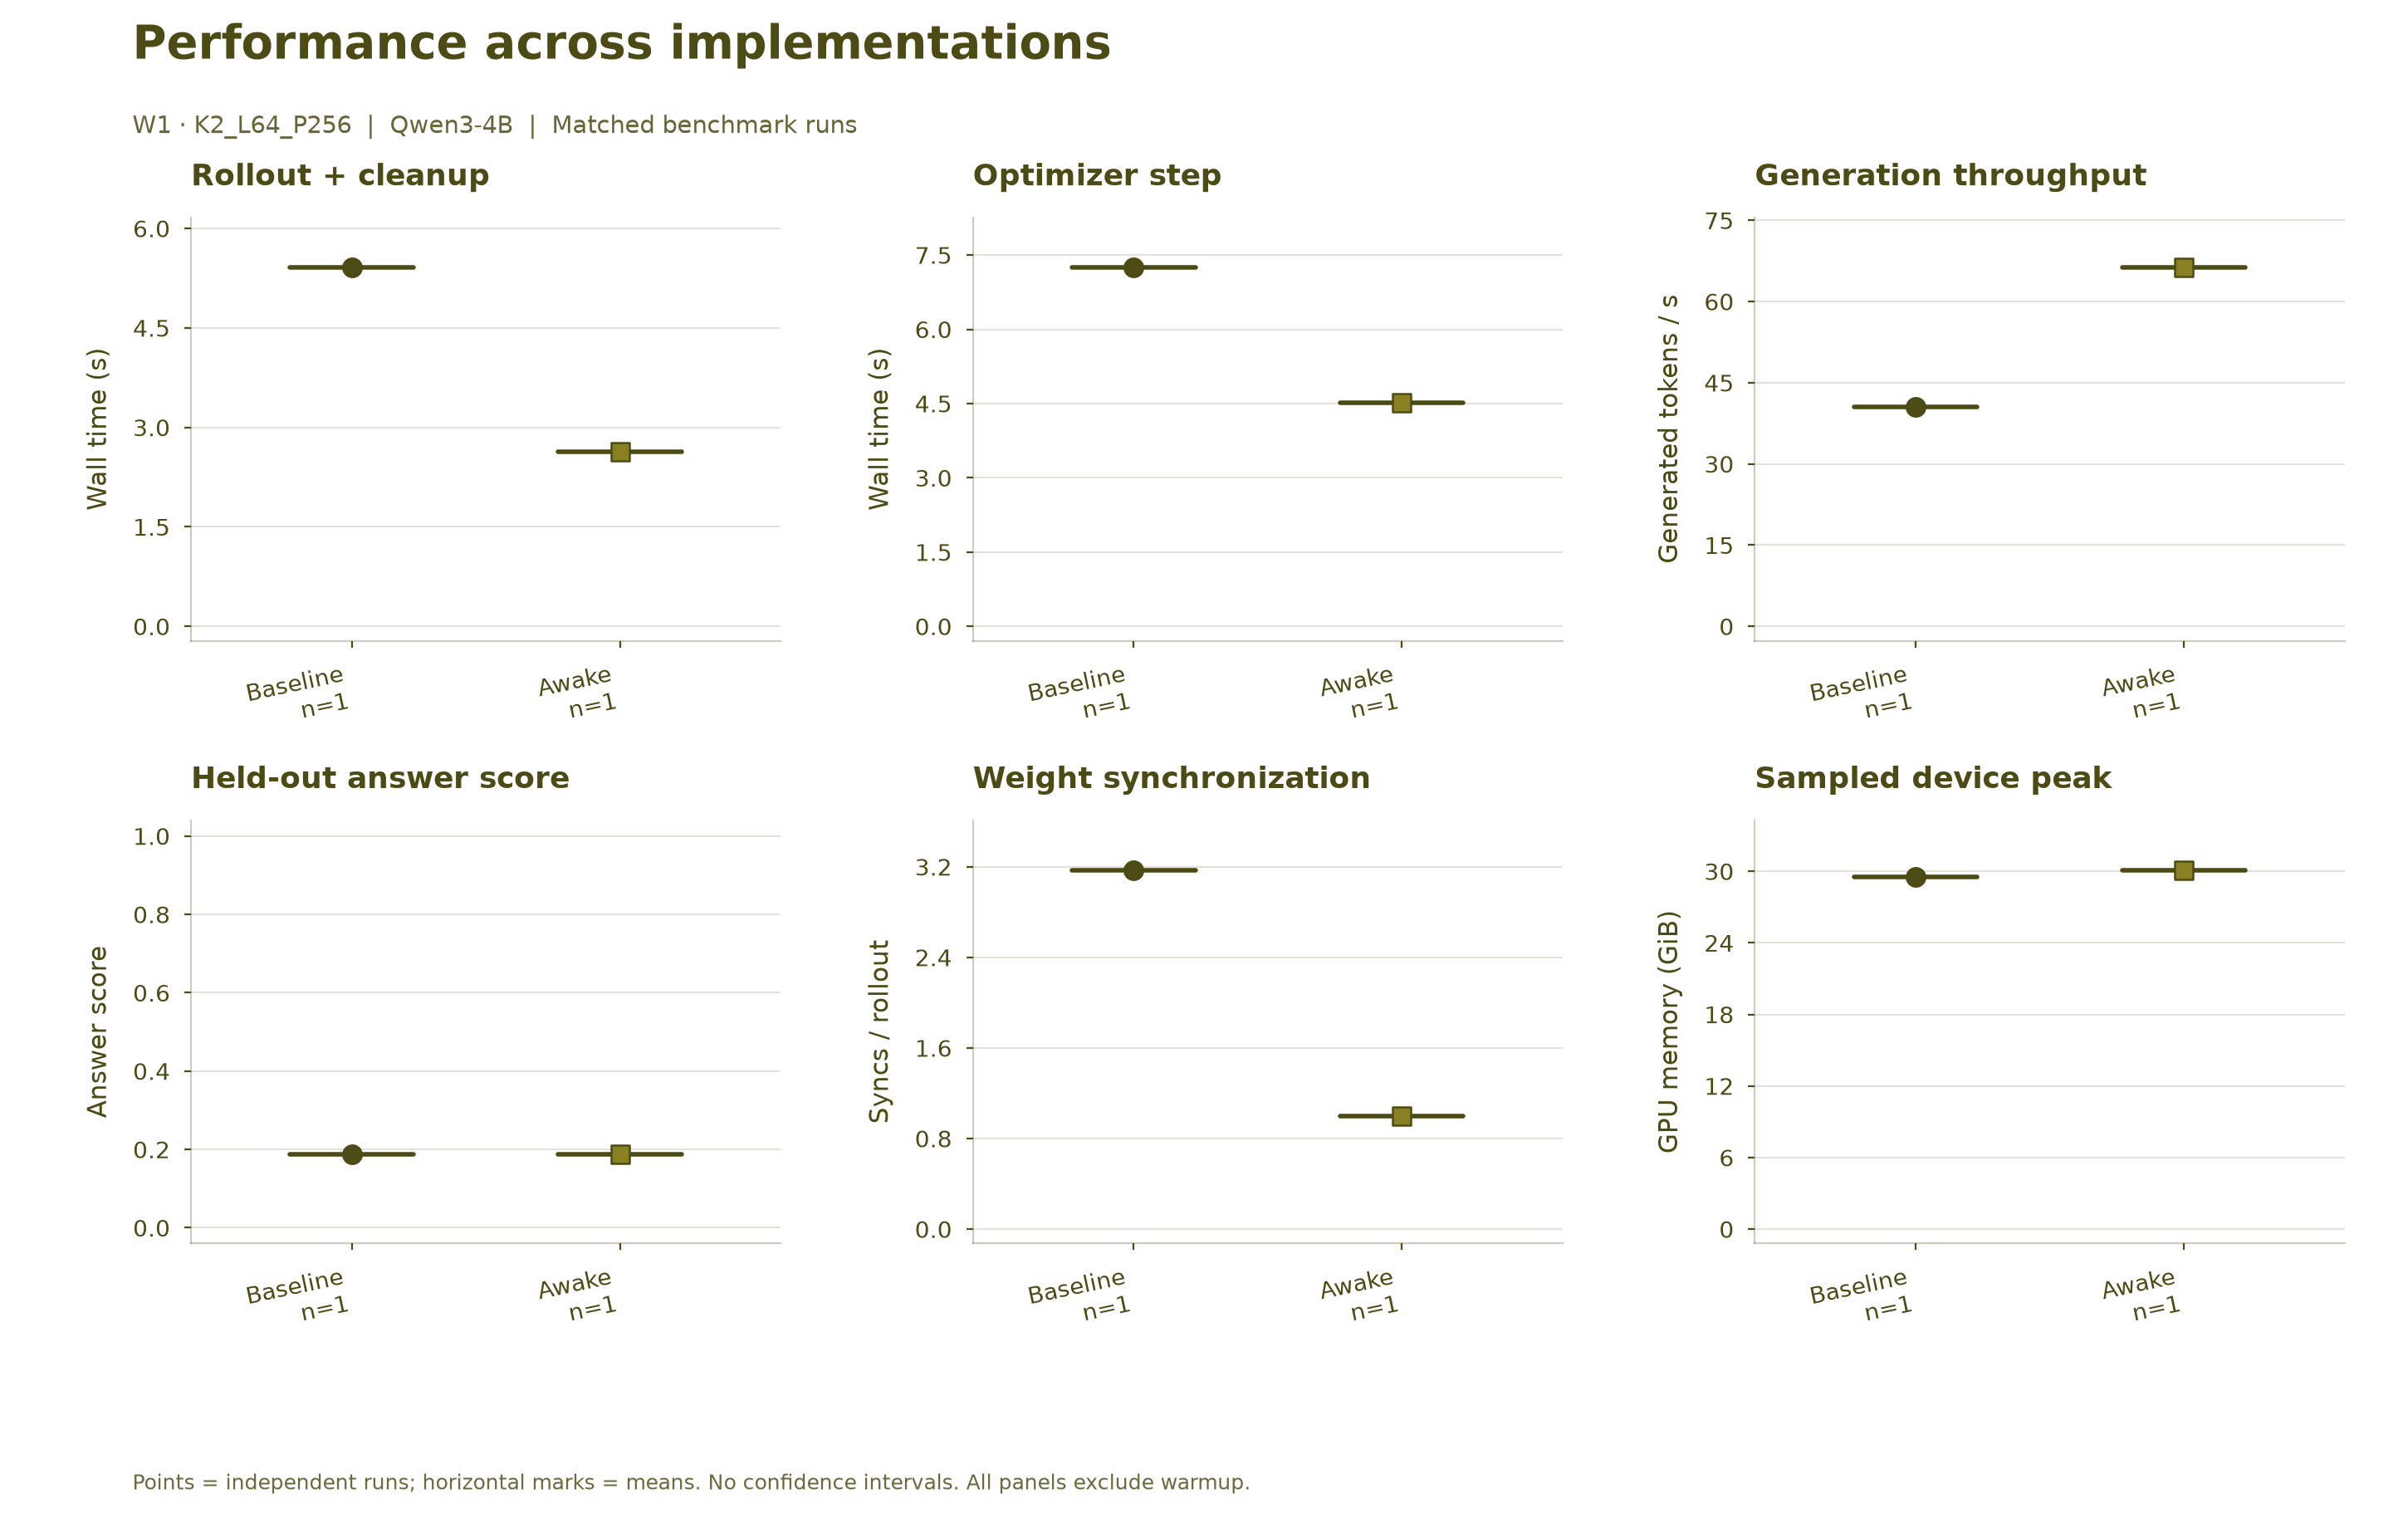 Performance across implementations
W1 · K2_L64_P256 | Qwen3-4B | Matched benchmark runs
Rollout + cleanup
Wall time (s)
6.0
4.5
3.0
1.5
0.0
Baseline
n=1
Awake
n=1
Optimizer step
Wall time (s)
7.5
6.0
4.5
3.0
1.5
0.0
Baseline
n=1
Awake
n=1
Generation throughput
Generated tokens / s
75
60
45
30
15
0
Baseline
n=1
Awake
n=1
Held-out answer score
Answer score
1.0
0.8
0.6
0.4
0.2
0.0
Baseline
n=1
Awake
n=1
Weight synchronization
Syncs / rollout
3.2
2.4
1.6
0.8
0.0
Baseline
n=1
Awake
n=1
Sampled device peak
GPU memory (GiB)
30
24
18
12
6
0
Baseline
n=1
Awake
n=1
Points = independent runs; horizontal marks = means. No confidence intervals. All panels exclude warmup.